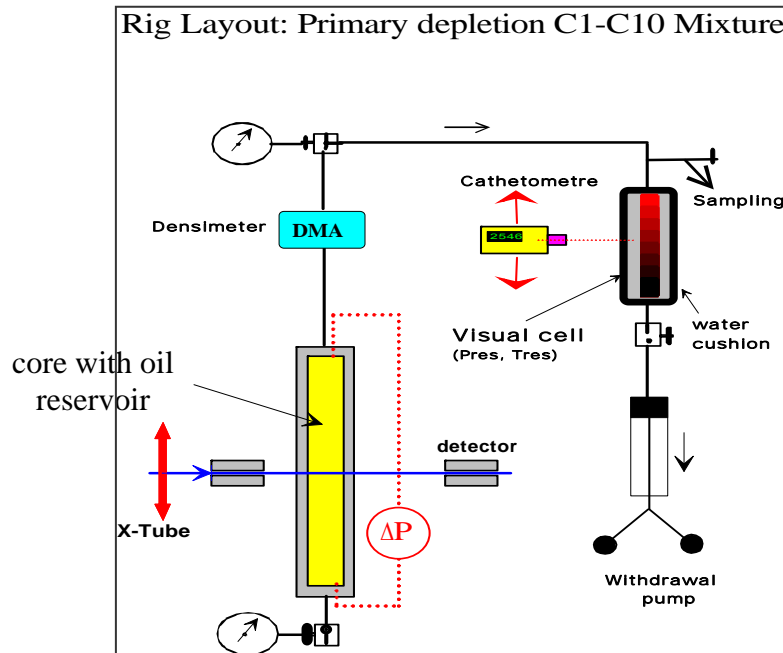 Rig Layout: Primary depletion C1-C10 Mixture
Cathetometre
Sampling
Densimeter
DMA
2546
Visual cell
(Pres, Tres)
water
cushion
core with oil
reservoir
detector
X-Tube
ΔP
Withdrawal
pump